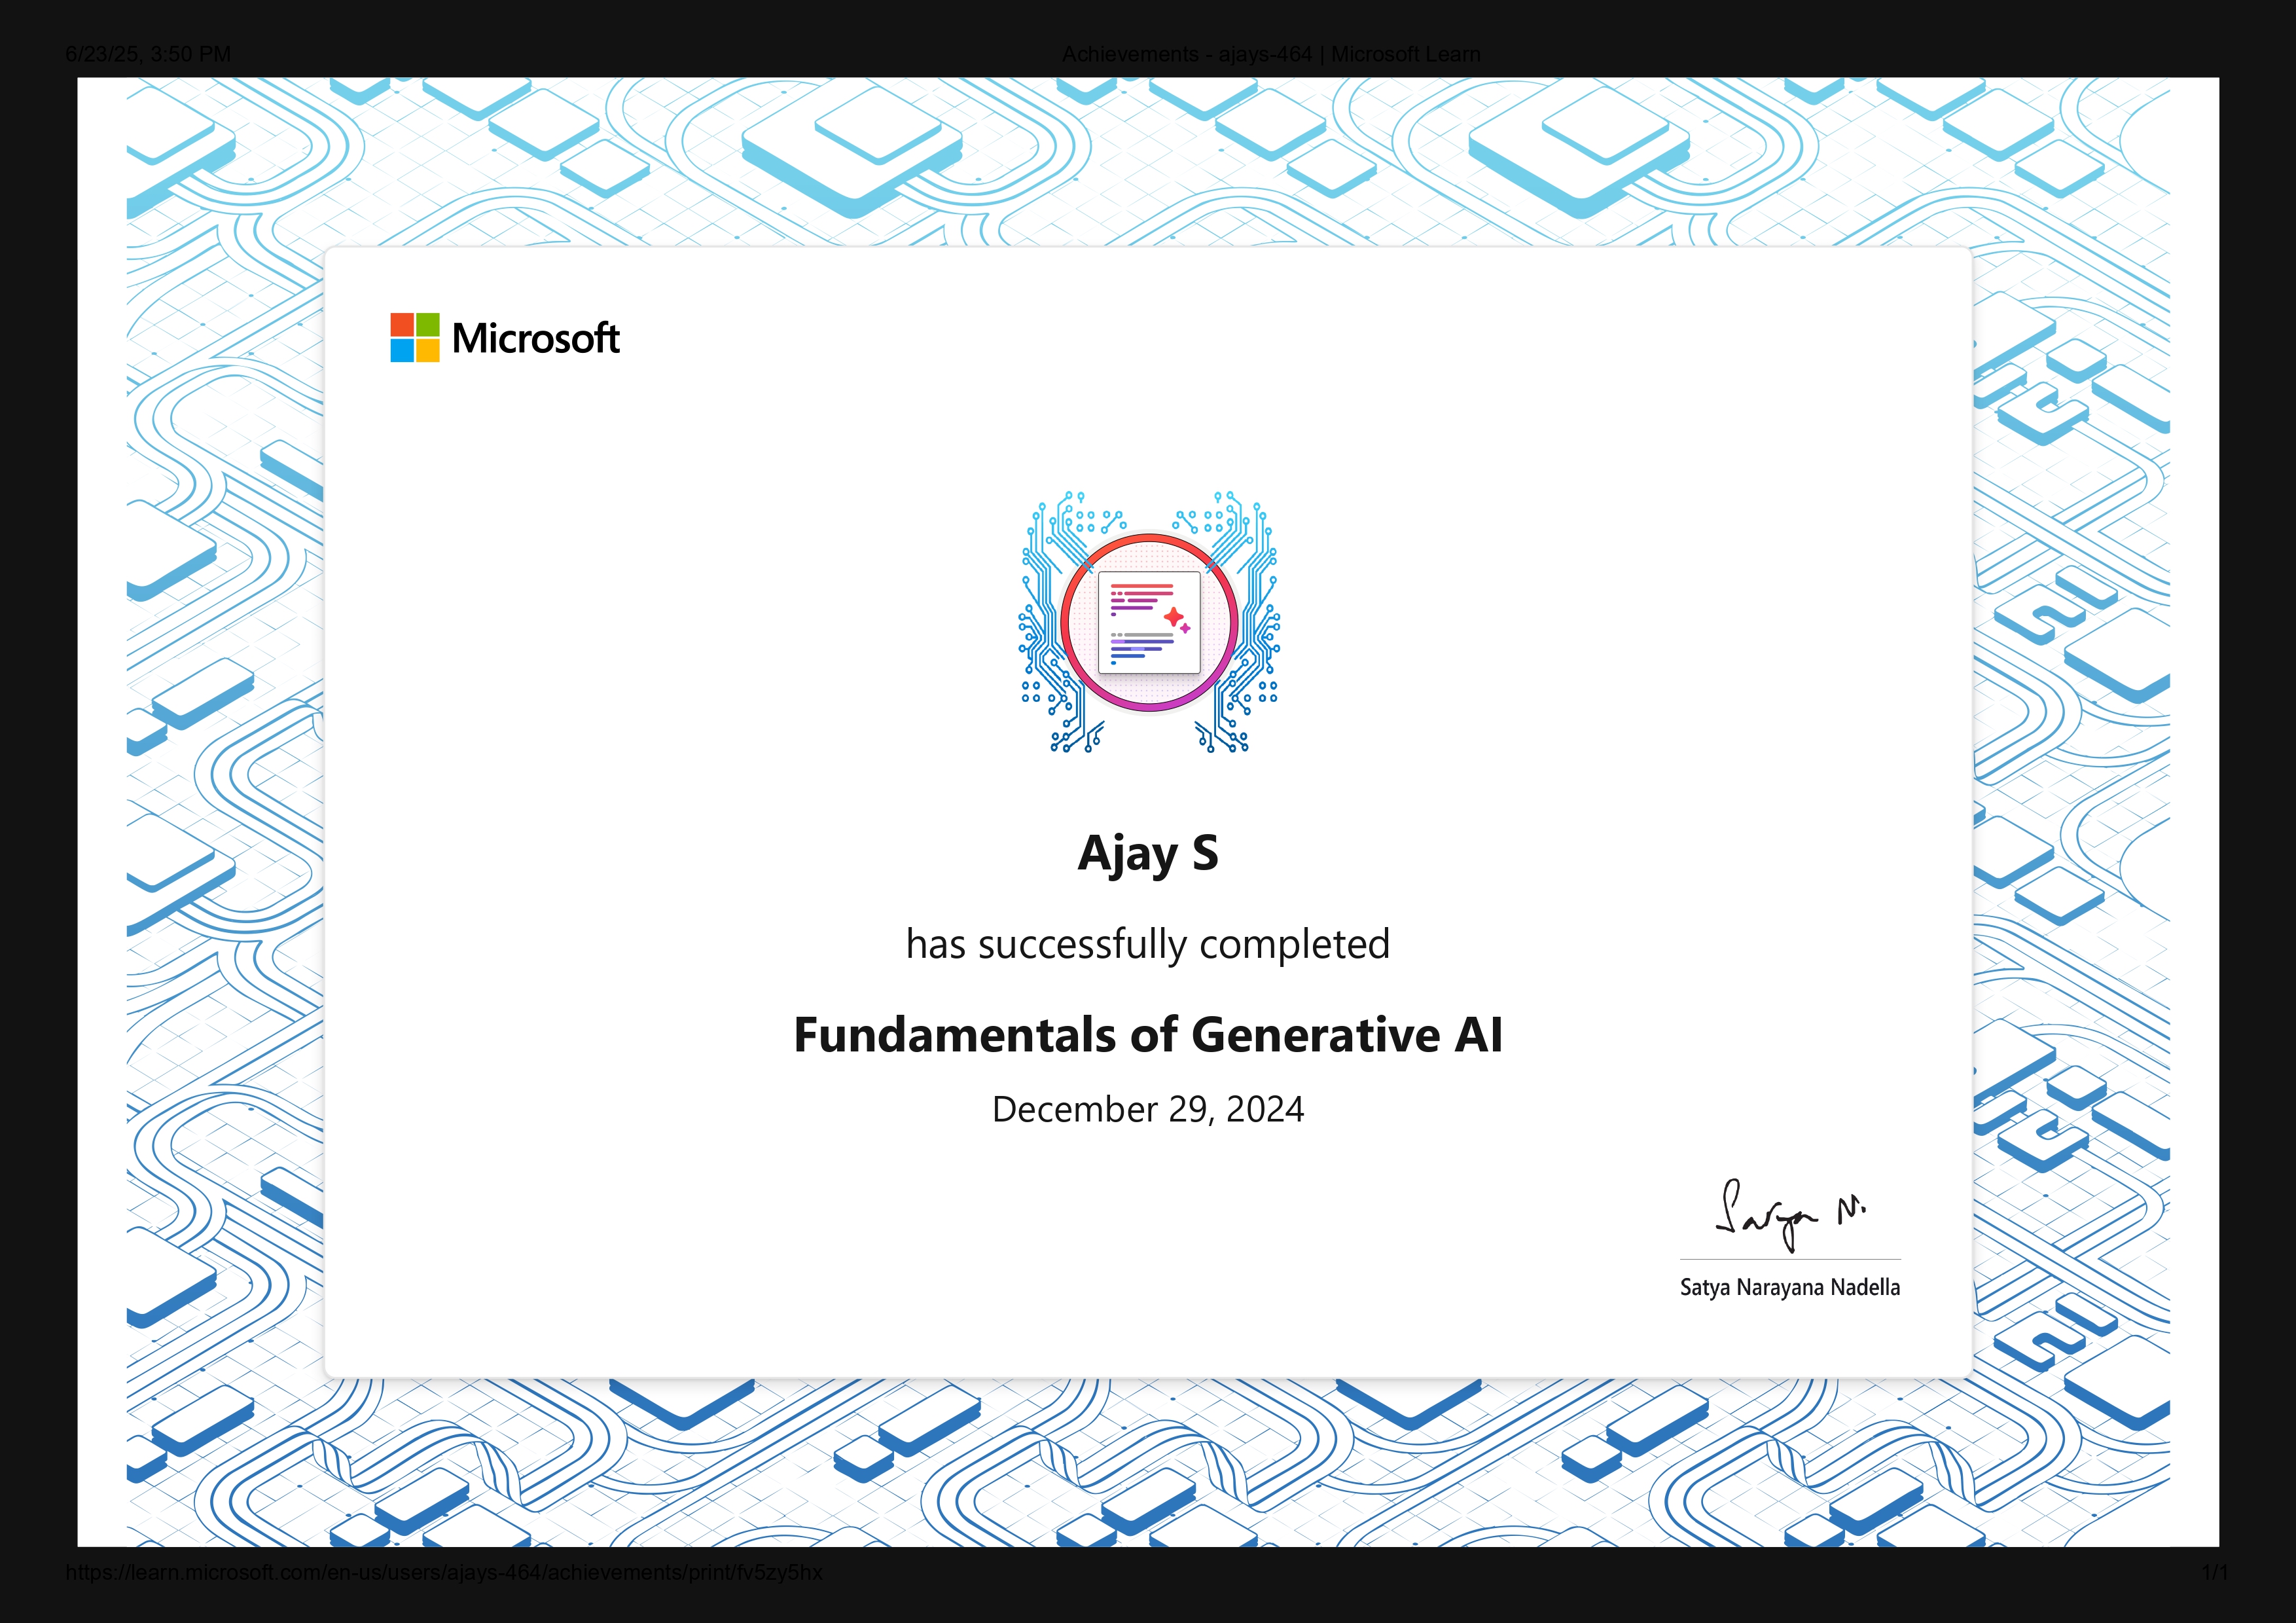 6/23/25, 3:50 PM
Achievements - ajays-464 | Microsoft Learn
Microsoft
Ajay S
has successfully completed
Fundamentals of Generative AI
December 29, 2024
Satya N.
Satya Narayana Nadella
https://learn.microsoft.com/en-us/users/ajays-464/achievements/print/fv5zy5hx
1/1